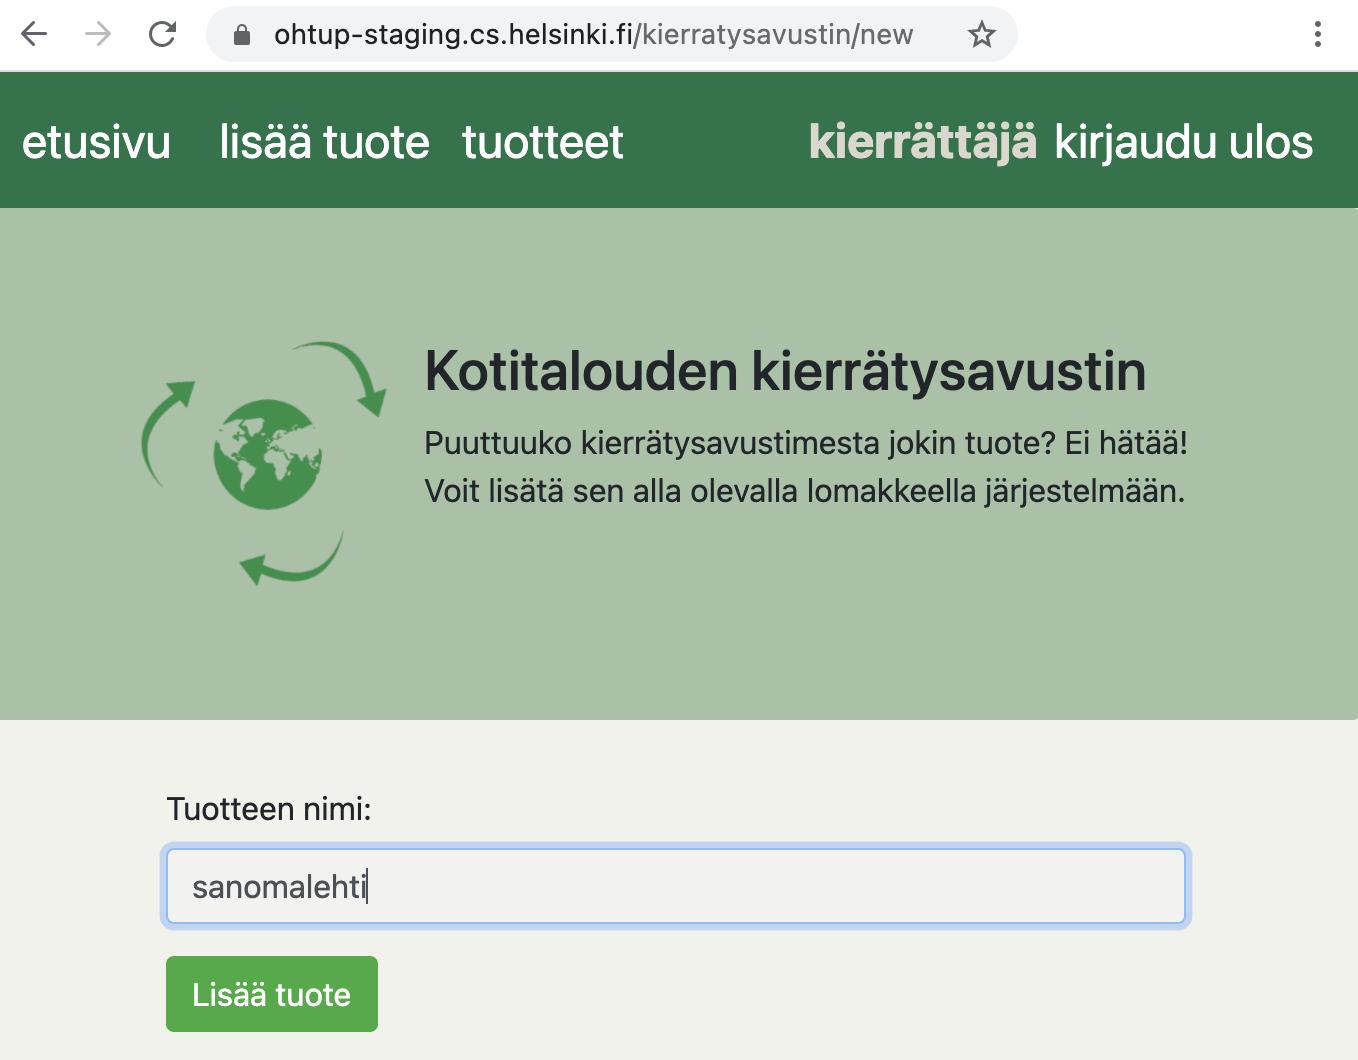 ohtup-staging.cs.helsinki.fi/kierratysavustin/new
etusivu lisää tuote tuotteet kierrättäjä kirjaudu ulos
Kotitalouden kierrätysavustin
Puuttuuko kierrätysavustimesta jokin tuote? Ei hätää!
Voit lisätä sen alla olevalla lomakkeella järjestelmään.
Tuotteen nimi:
sanomalehti
Lisää tuote